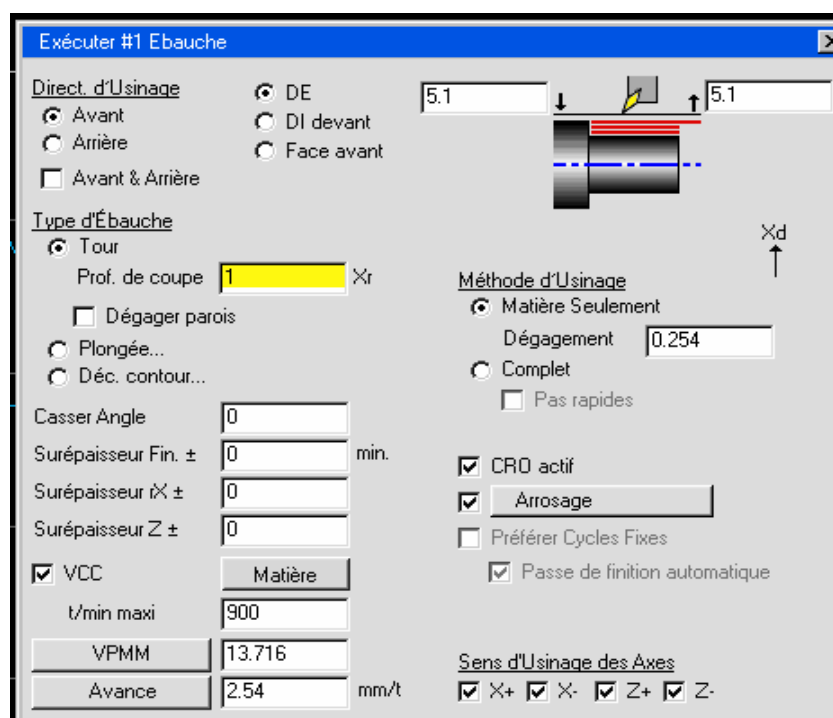 Exécuter #1 Ebauche
Direct. d'Usinage
Avant
Arrière
Avant & Arrière
DE
DI devant
Face avant
5.1
5.1
Xd
Type d'Ébauche
Tour
Prof. de coupe 1 Xr
Dégager parois
Plongée...
Déc. contour...
Méthode d'Usinage
Matière Seulement
Dégagement 0.254
Complet
Pas rapides
Casser Angle 0
Surépaisseur Fin. ± 0 min.
Surépaisseur rX ± 0
Surépaisseur Z ± 0
CRO actif
Arrosage
Préférer Cycles Fixes
Passe de finition automatique
VCC Matière
t/min maxi 900
VPMM 13.716
Avance 2.54 mm/t
Sens d'Usinage des Axes
X+ X- Z+ Z-